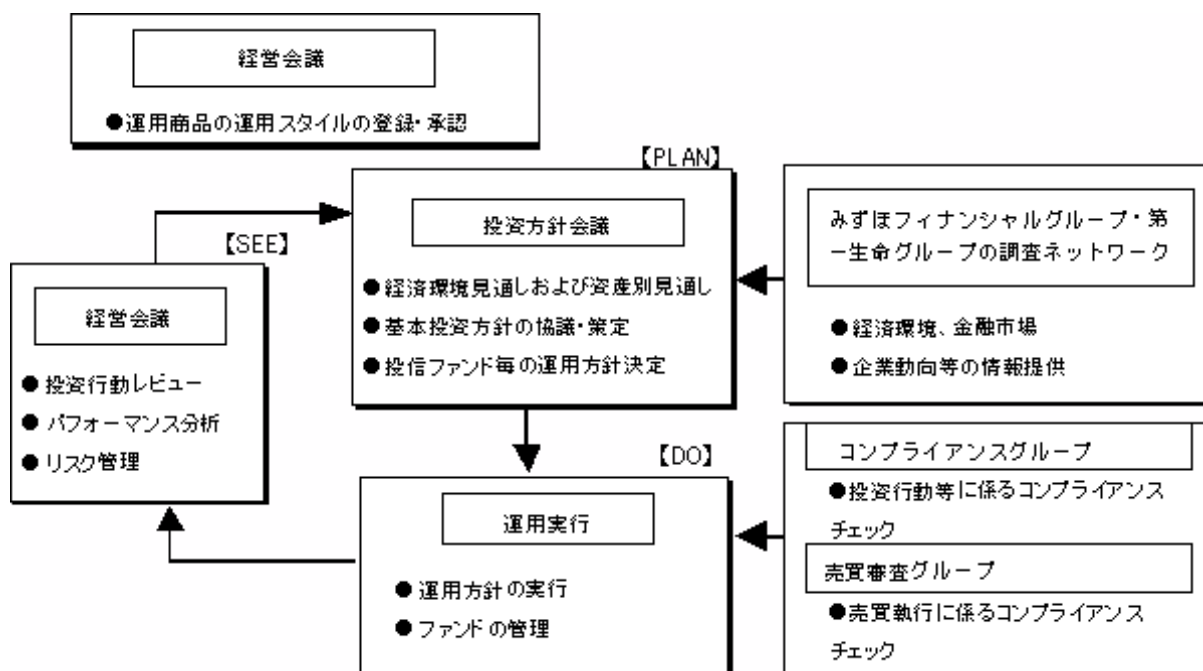 経営会議
●運用商品の運用スタイルの登録・承認
【PLAN】
投資方針会議
●経済環境見通しおよび資産別見通し
●基本投資方針の協議・策定
●投信ファンド毎の運用方針決定
みずほフィナンシャルグループ・第
一生命グループの調査ネットワーク
●経済環境、金融市場
●企業動向等の情報提供
【SEE】
経営会議
●投資行動レビュー
●パフォーマンス分析
●リスク管理
【DO】
運用実行
●運用方針の実行
●ファンドの管理
コンプライアンスグループ
●投資行動等に係るコンプライアンス
チェック
売買審査グループ
●売買執行に係るコンプライアンス
チェック